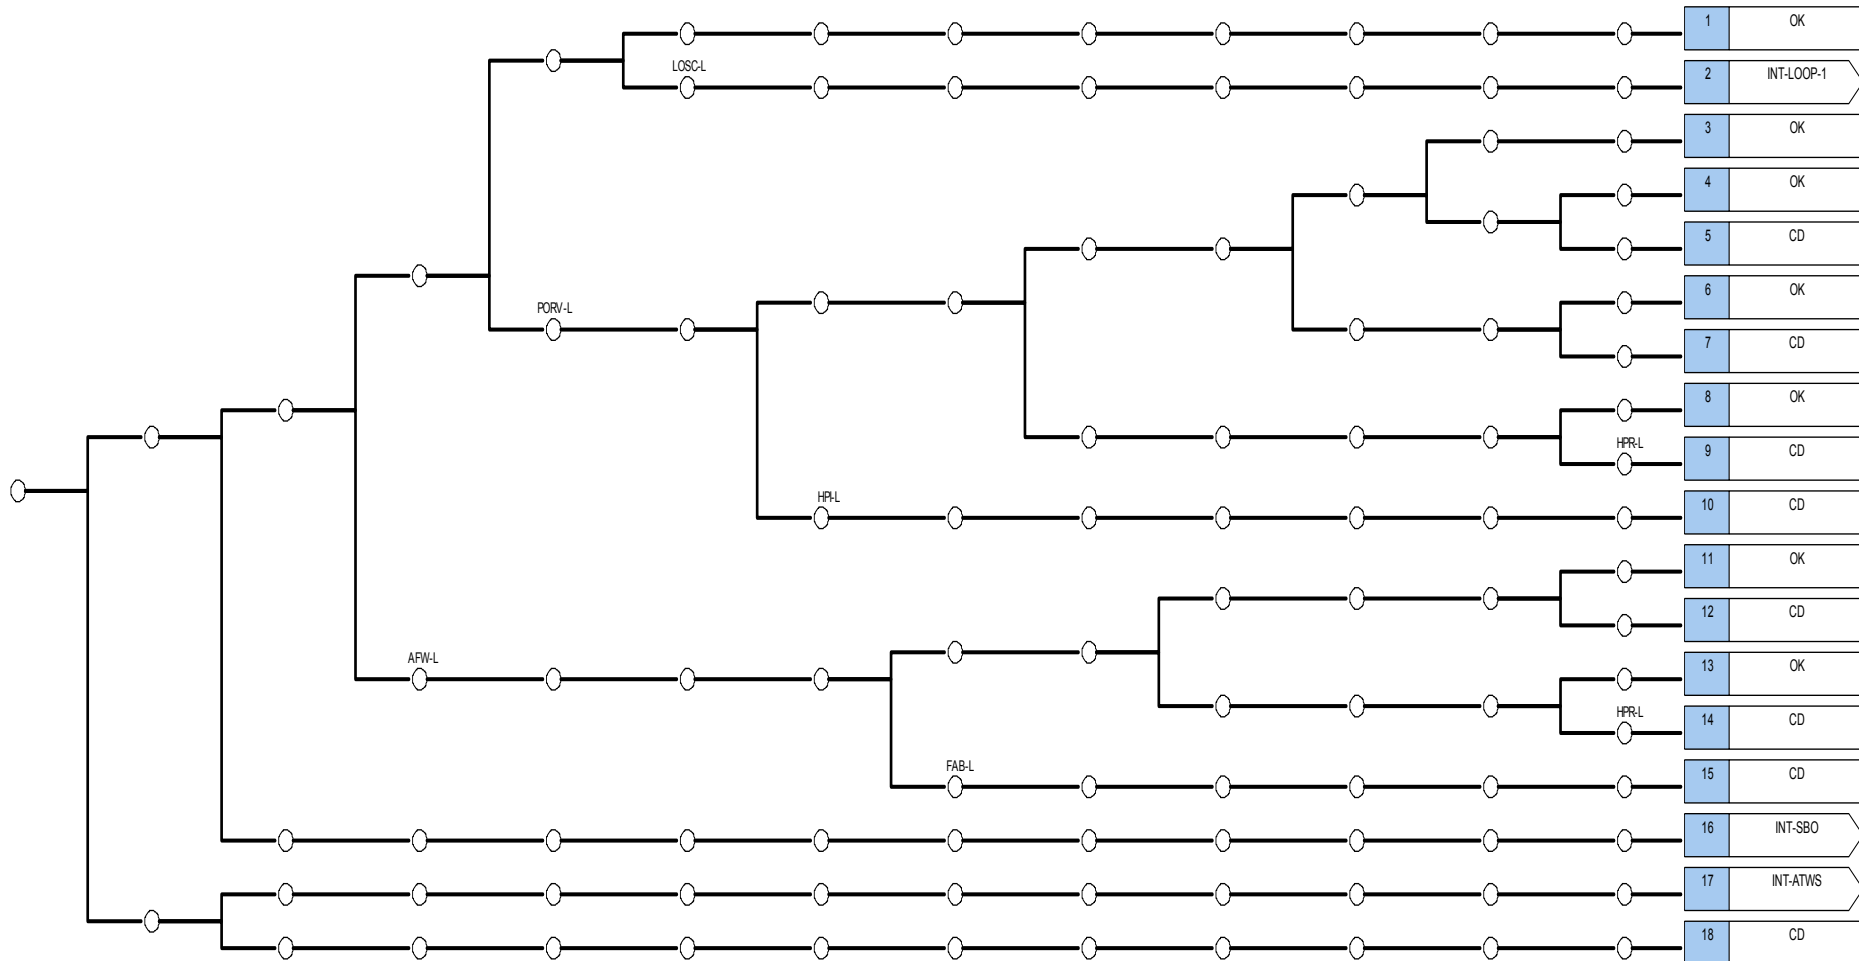 1 OK
LOSC-L
2 INT-LOOP-1
3 OK
4 OK
5 CD
6 OK
PORV-L
7 CD
8 OK
HPR-L
9 CD
HPI-L
10 CD
11 OK
12 CD
AFW-L
13 OK
HPR-L
14 CD
FAB-L
15 CD
16 INT-SBO
17 INT-ATWS
18 CD